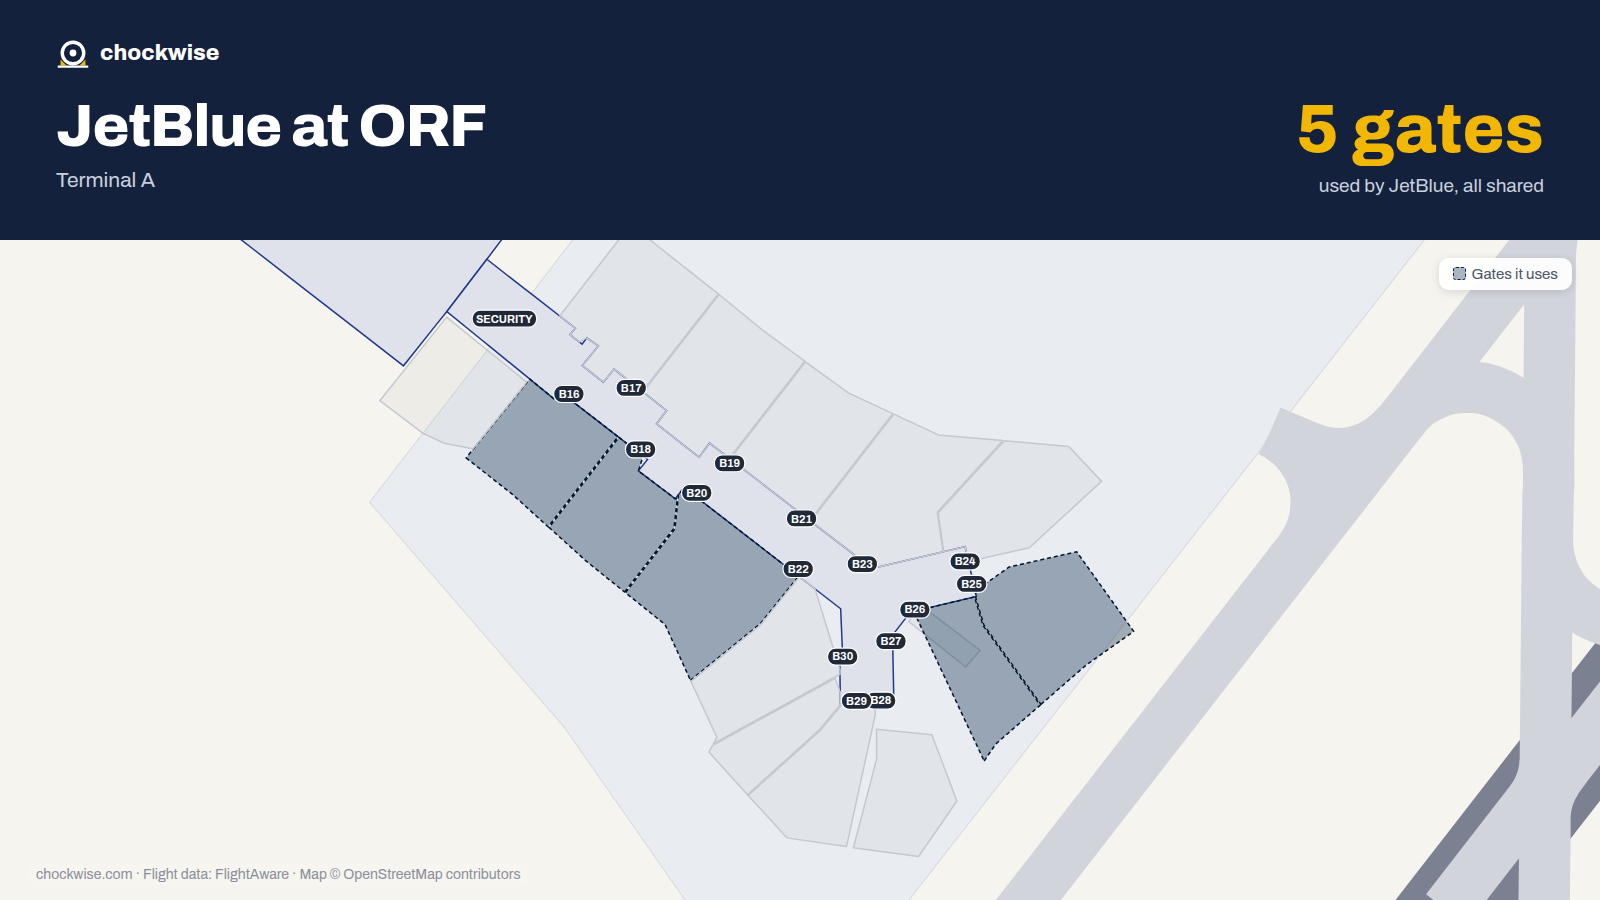 chockwise
JetBlue at ORF
Terminal A
5 gates
used by JetBlue, all shared
Gates it uses
SECURITY
B16
B17
B18
B19
B20
B21
B22
B23
B24
B25
B26
B27
B30
B29
B28
chockwise.com · Flight data: FlightAware · Map © OpenStreetMap contributors